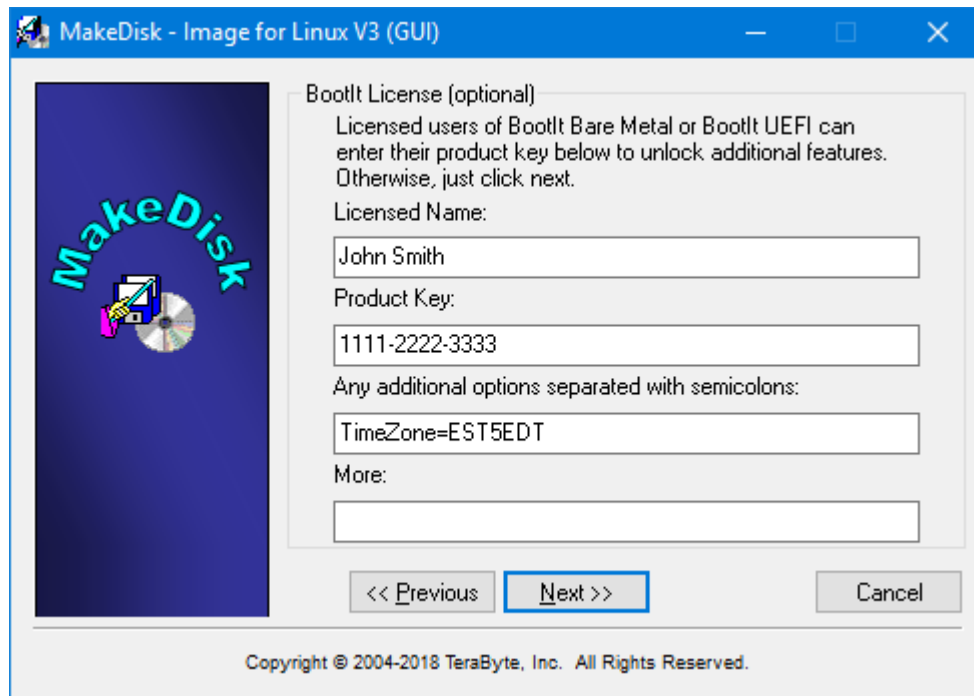 MakeDisk - Image for Linux V3 (GUI)
MakeDisk
BootIt License (optional)
Licensed users of BootIt Bare Metal or BootIt UEFI can
enter their product key below to unlock additional features.
Otherwise, just click next.
Licensed Name:
John Smith
Product Key:
1111-2222-3333
Any additional options separated with semicolons:
TimeZone=EST5EDT
More:
<< Previous
Next >>
Cancel
Copyright © 2004-2018 TeraByte, Inc. All Rights Reserved.